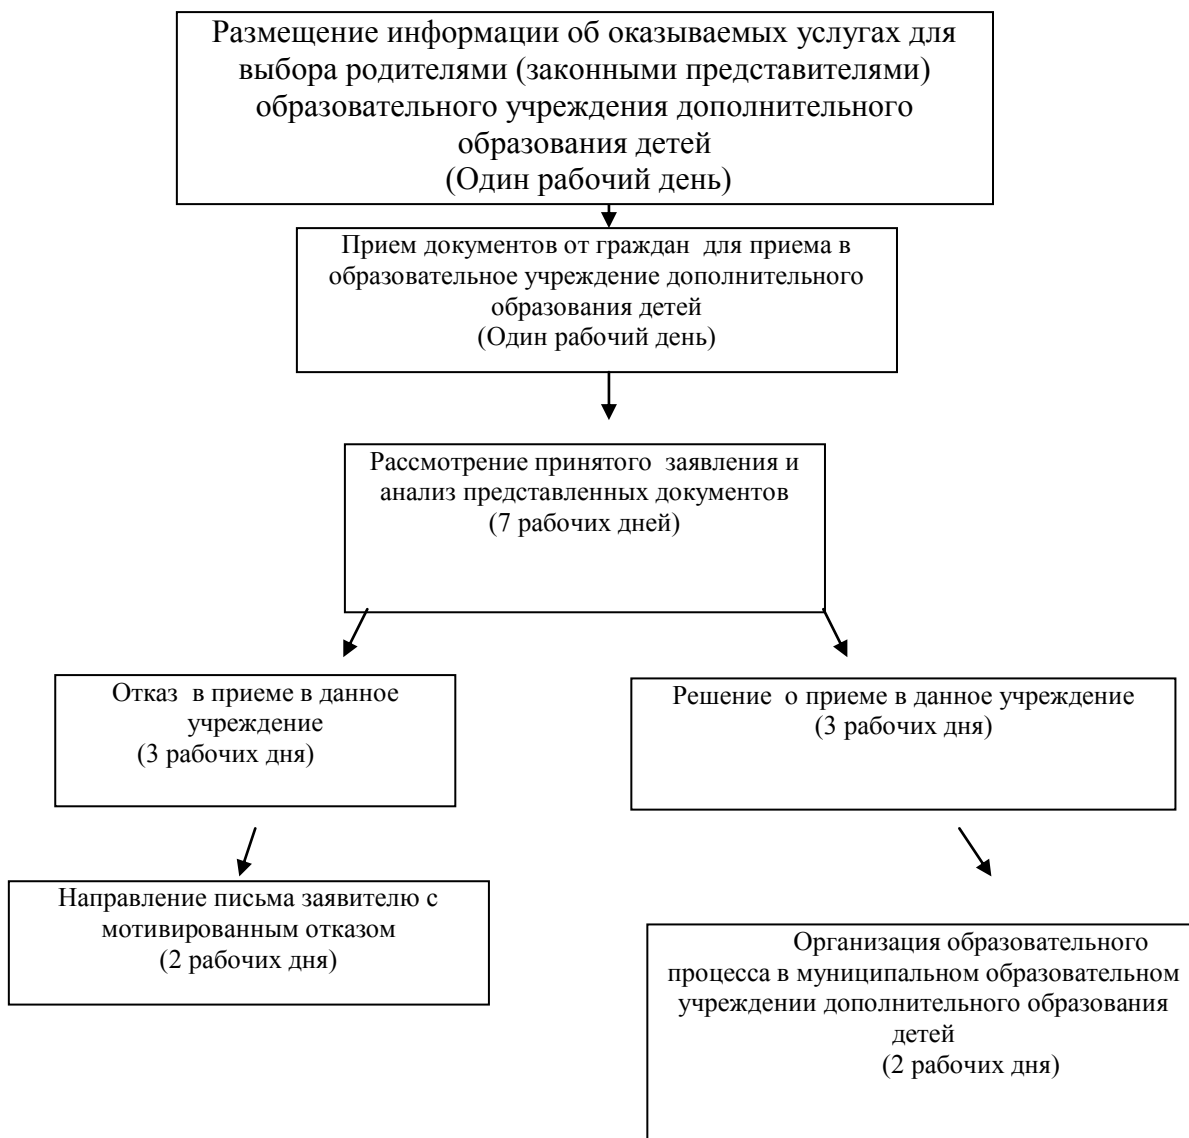 Размещение информации об оказываемых услугах для
выбора родителями (законными представителями)
образовательного учреждения дополнительного
образования детей
(Один рабочий день)
Прием документов от граждан для приема в
образовательное учреждение дополнительного
образования детей
(Один рабочий день)
Рассмотрение принятого заявления и
анализ представленных документов
(7 рабочих дней)
Отказ в приеме в данное
учреждение
(3 рабочих дня)
Решение о приеме в данное учреждение
(3 рабочих дня)
Направление письма заявителю с
мотивированным отказом
(2 рабочих дня)
Организация образовательного
процесса в муниципальном образовательном
учреждении дополнительного образования
детей
(2 рабочих дня)